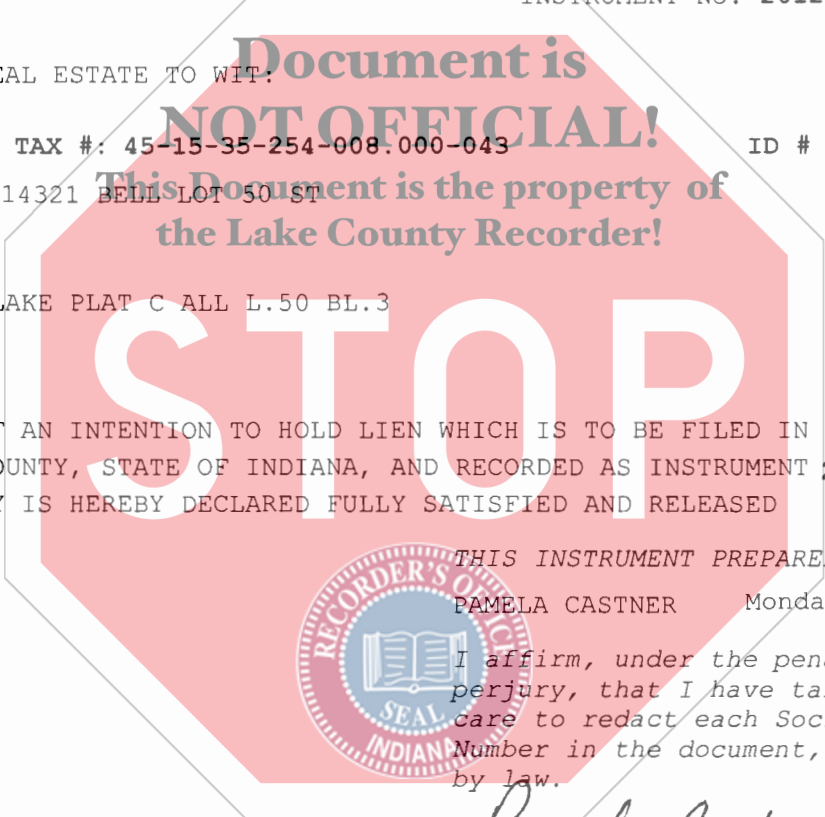 INSTRUMENT NO. 2012
EAL ESTATE TO WIT:
Document is
NOT OFFICIAL!
TAX #: 45-15-35-254-008.000-043 ID #
This Document is the property of
14321 BELL LOT 50 ST
the Lake County Recorder!
LAKE PLAT C ALL L.50 BL.3
STOP
T AN INTENTION TO HOLD LIEN WHICH IS TO BE FILED IN
OUNTY, STATE OF INDIANA, AND RECORDED AS INSTRUMENT
Y IS HEREBY DECLARED FULLY SATISFIED AND RELEASED
THIS INSTRUMENT PREPARE
RECORDER'S OFFICE
PAMELA CASTNER Monda
I affirm, under the pena
perjury, that I have ta
care to redact each Soc
SEAL
Number in the document,
INDIANA
by law.